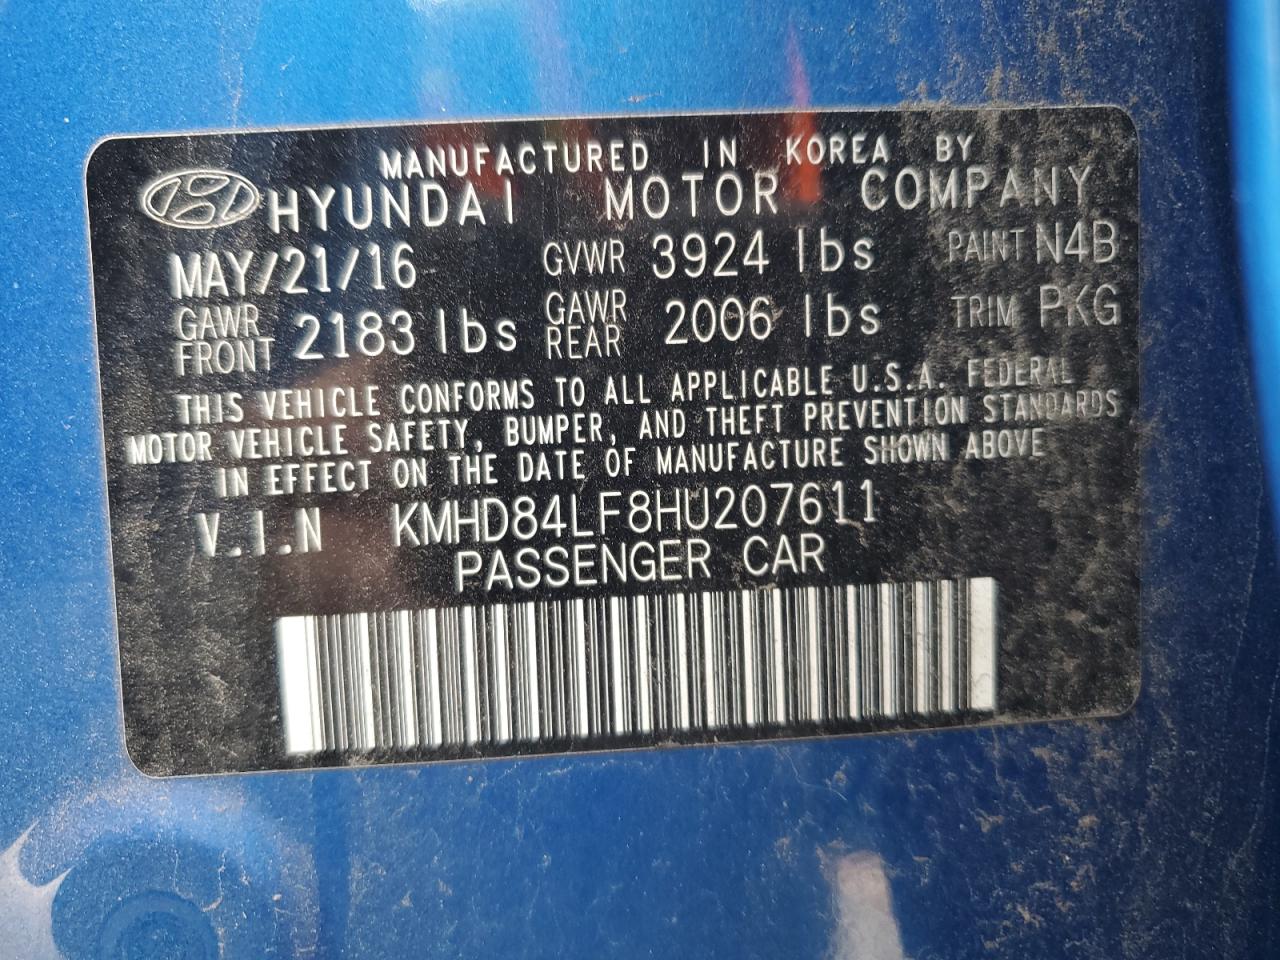 MANUFACTURED IN KOREA BY
HYUNDAI MOTOR COMPANY
MAY/21/16 GVWR 3924 lbs PAINT N4B
GAWR FRONT 2183 lbs GAWR REAR 2006 lbs TRIM PKG
THIS VEHICLE CONFORMS TO ALL APPLICABLE U.S.A. FEDERAL
MOTOR VEHICLE SAFETY, BUMPER, AND THEFT PREVENTION STANDARDS
IN EFFECT ON THE DATE OF MANUFACTURE SHOWN ABOVE
V.I.N KMHD84LF8HU207611
PASSENGER CAR